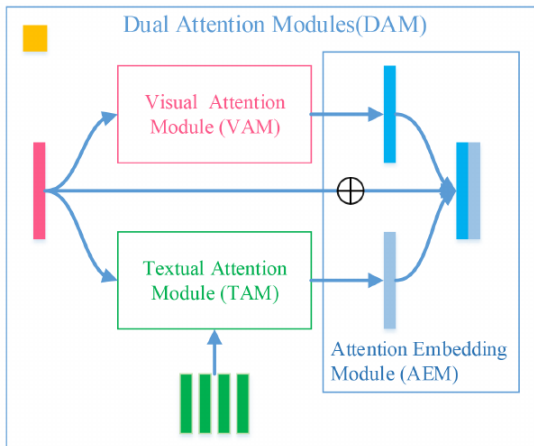 Dual Attention Modules(DAM)
Visual Attention
Module (VAM)
Textual Attention
Module (TAM)
Attention Embedding
Module (AEM)